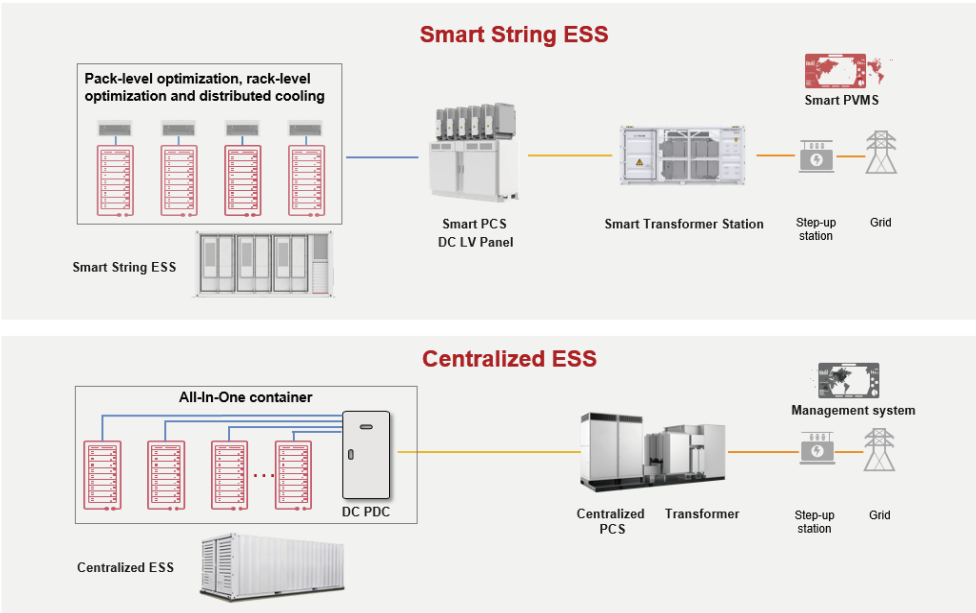 Smart String ESS
Pack-level optimization, rack-level
optimization and distributed cooling
Smart PVMS
Smart PCS
DC LV Panel
Smart Transformer Station
Step-up
station
Grid
Smart String ESS
Centralized ESS
All-In-One container
Management system
DC PDC
Centralized
PCS
Transformer
Step-up
station
Grid
Centralized ESS